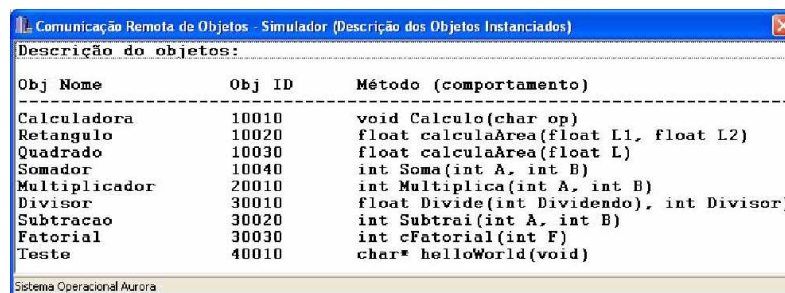 Comunicação Remota de Objetos - Simulador (Descrição dos Objetos Instanciados)
Descrição do objetos:
Obj Nome Obj ID Método (comportamento)
Calculadora 10010 void Calculo(char op)
Retangulo 10020 float calculaArea(float L1, float L2)
Quadrado 10030 float calculaArea(float L)
Somador 10040 int Soma(int A, int B)
Multiplicador 20010 int Multiplica(int A, int B)
Divisor 30010 float Divide(int Dividendo), int Divisor)
Subtracao 30020 int Subtrai(int A, int B)
Fatorial 30030 int cFatorial(int F)
Teste 40010 char* helloWorld(void)
Sistema Operacional Aurora